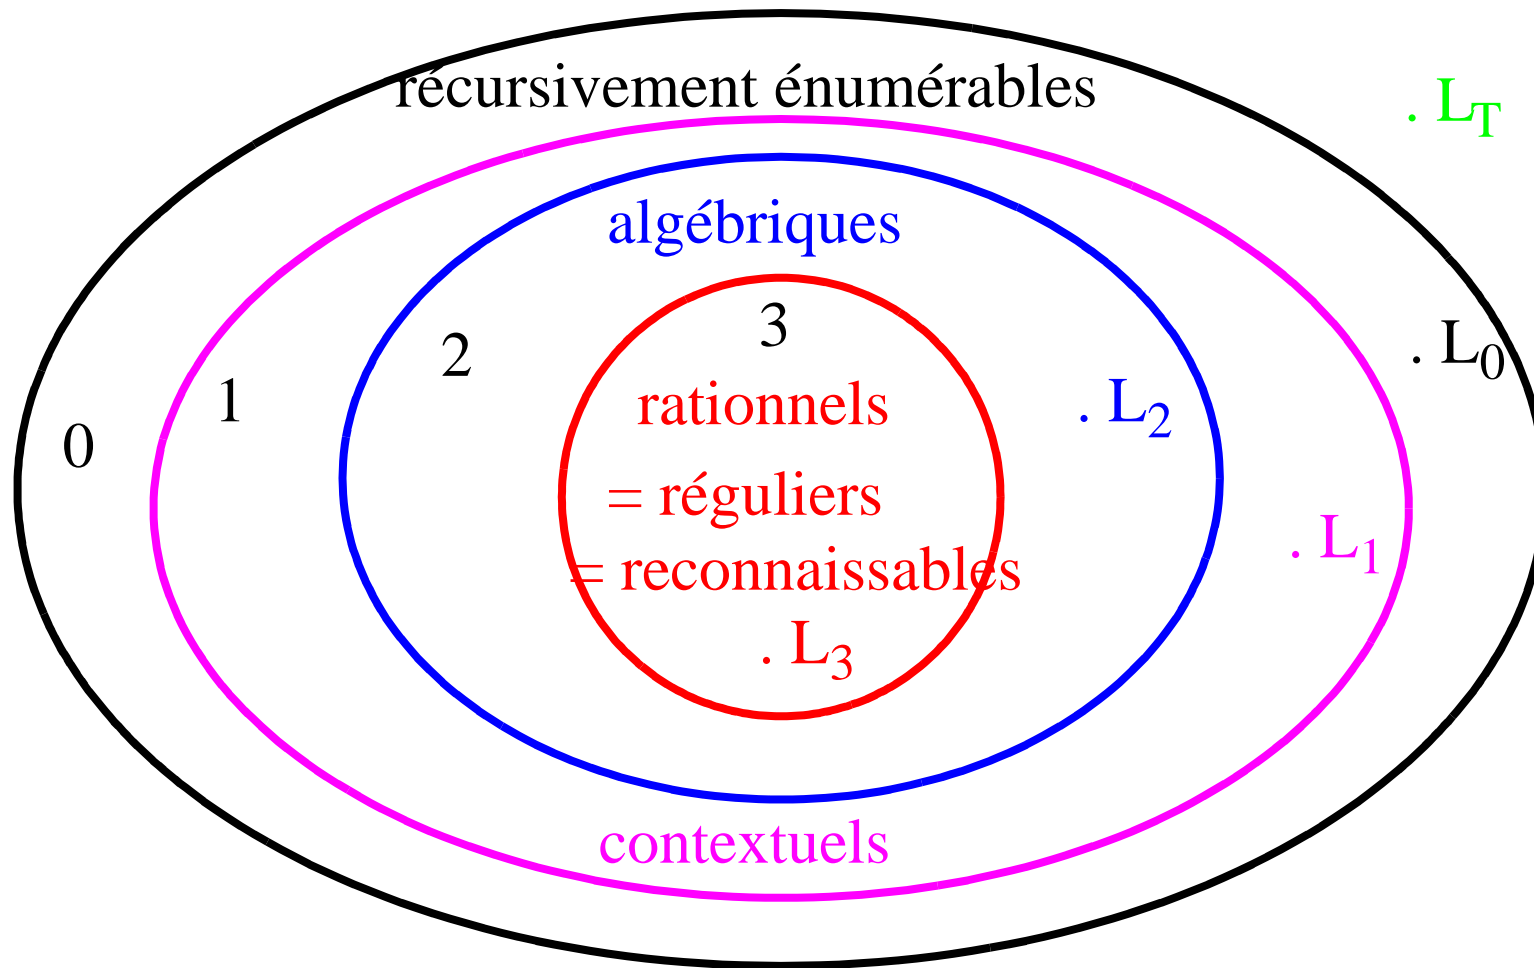 récursivement énumérables
. L_T
algébriques
3
. L_0
2
1
rationnels
. L_2
0
= réguliers
. L_1
= reconnaissables
. L_3
contextuels